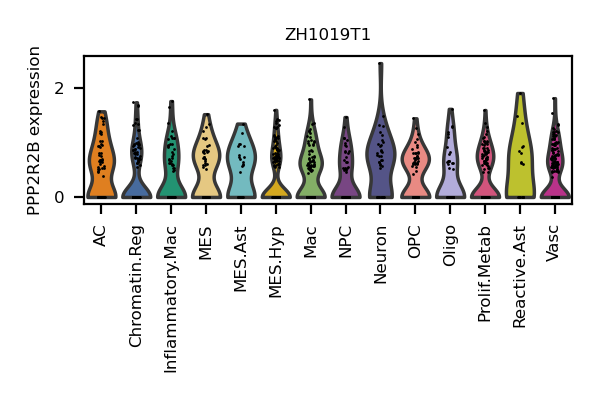 ZH1019T1
PPP2R2B expression
2
0
AC
Chromatin.Reg
Inflammatory.Mac
MES
MES.Ast
MES.Hyp
Mac
NPC
Neuron
OPC
Oligo
Prolif.Metab
Reactive.Ast
Vasc